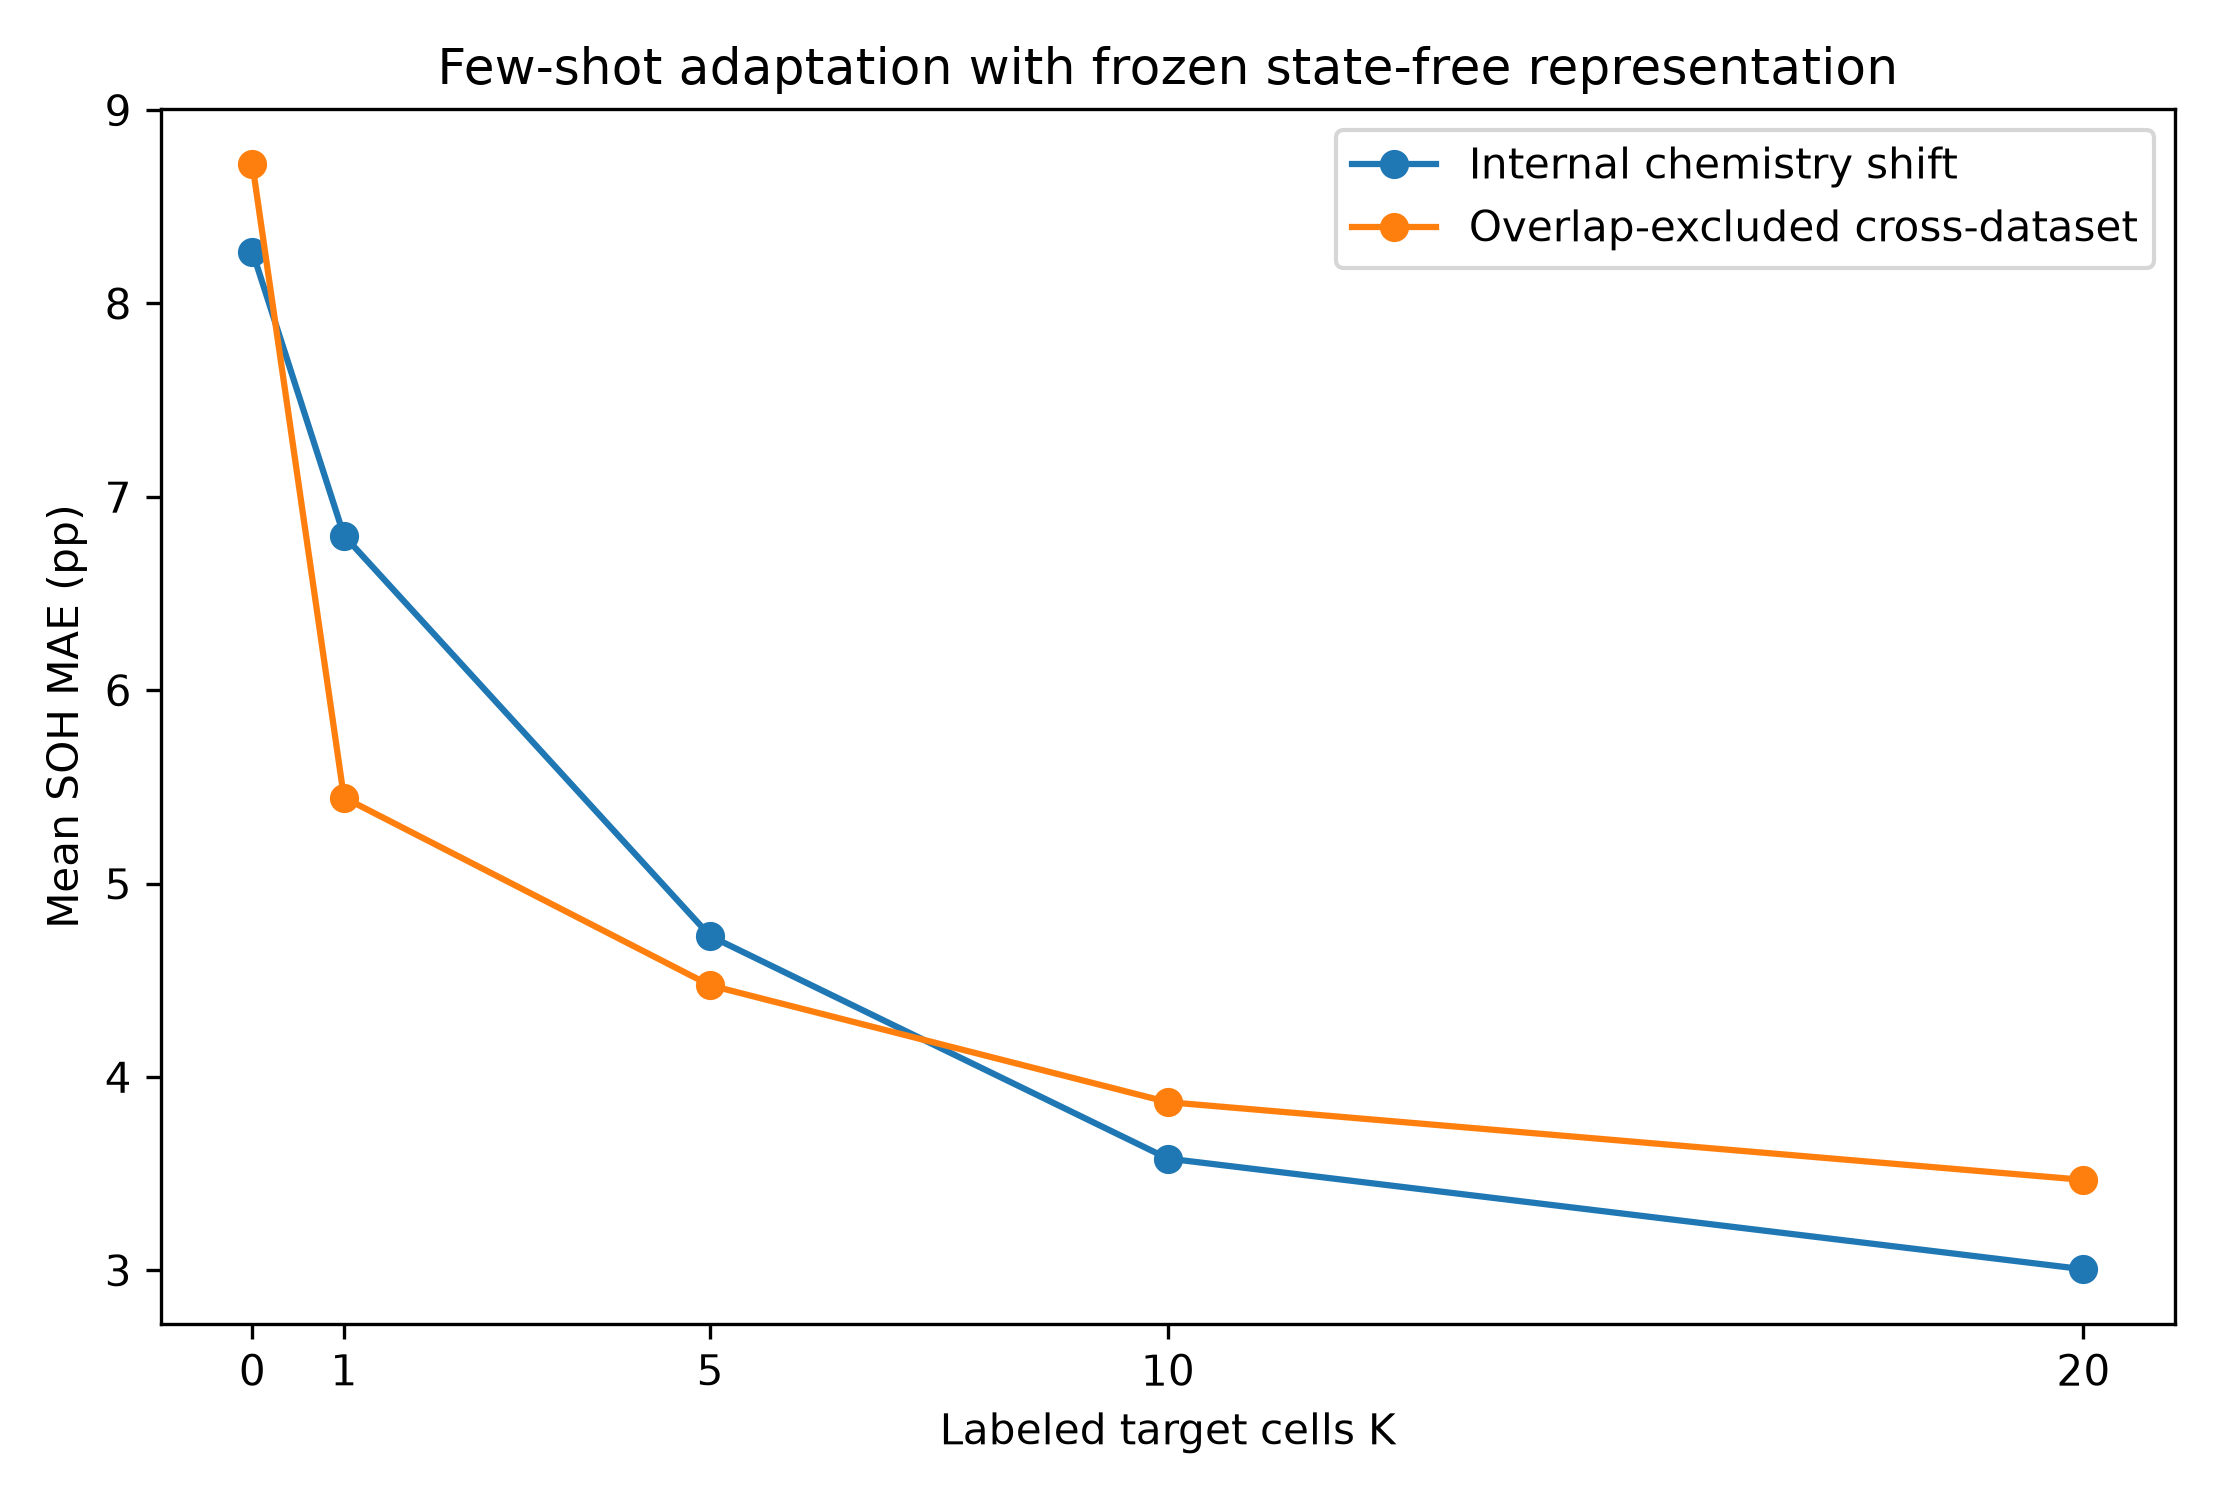 Few-shot adaptation with frozen state-free representation
Internal chemistry shift
Overlap-excluded cross-dataset
Mean SOH MAE (pp)
9
8
7
6
5
4
3
0 1 5 10 20
Labeled target cells K